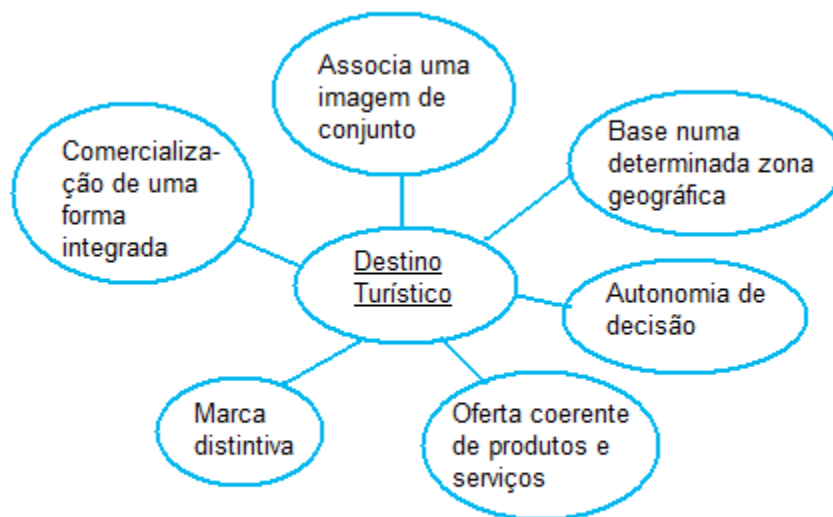 Associa uma
imagem de
conjunto
Base numa
determinada zona
geográfica
Comercializa-
ção de uma
forma
integrada
Destino
Turístico
Autonomia de
decisão
Marca
distintiva
Oferta coerente
de produtos e
serviços